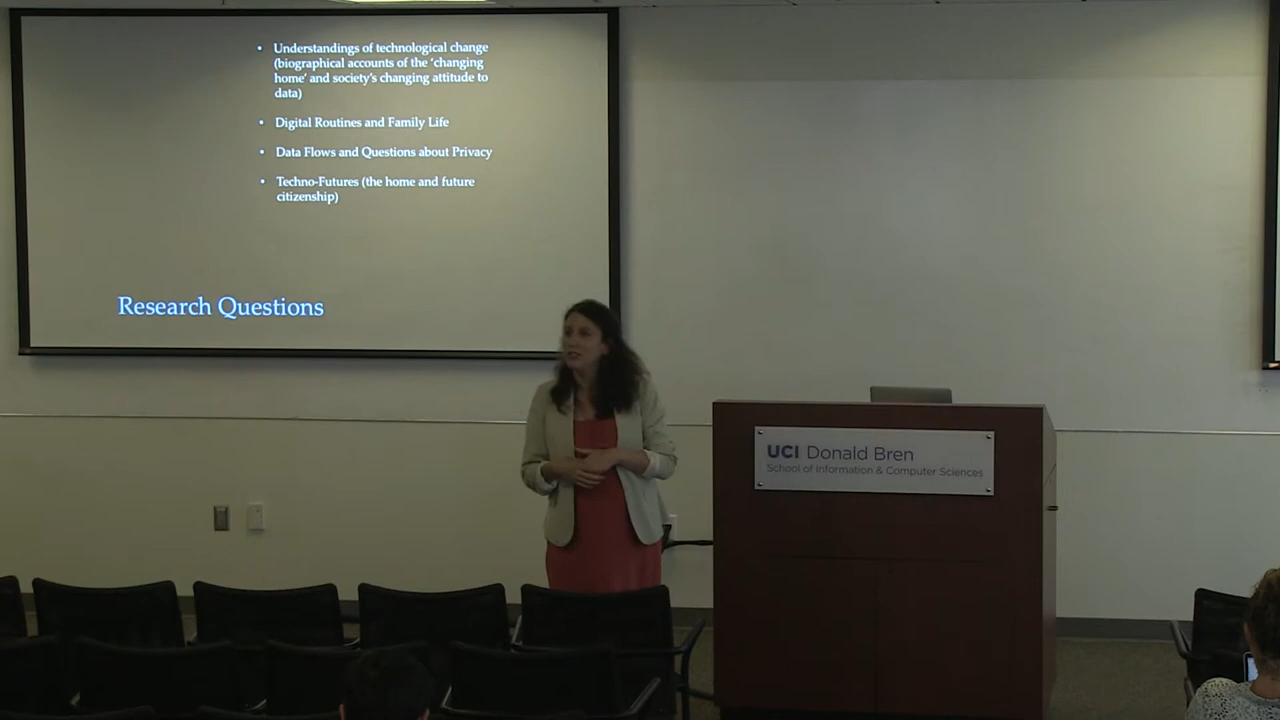 • Understandings of technological change
(biographical accounts of the ‘changing
home’ and society’s changing attitude to
data)
• Digital Routines and Family Life
• Data Flows and Questions about Privacy
• Techno-Futures (the home and future
citizenship)
Research Questions
UCI Donald Bren
School of Information & Computer Sciences